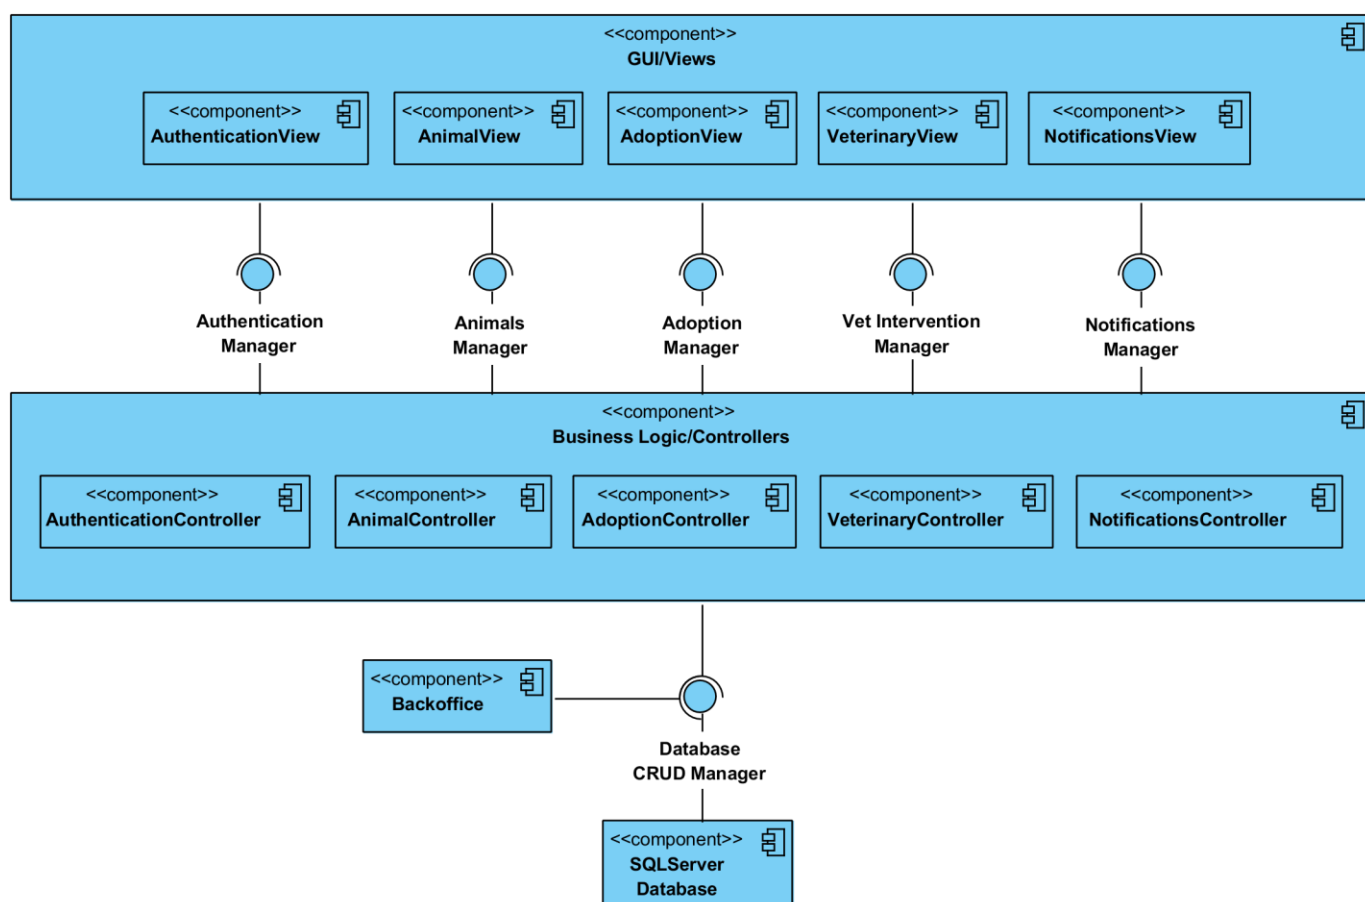 <<component>>
GUI/Views
<<component>>
AuthenticationView
<<component>>
AnimalView
<<component>>
AdoptionView
<<component>>
VeterinaryView
<<component>>
NotificationsView
Authentication
Manager
Animals
Manager
Adoption
Manager
Vet Intervention
Manager
Notifications
Manager
<<component>>
Business Logic/Controllers
<<component>>
AuthenticationController
<<component>>
AnimalController
<<component>>
AdoptionController
<<component>>
VeterinaryController
<<component>>
NotificationsController
<<component>>
Backoffice
Database
CRUD Manager
<<component>>
SQLServer
Database